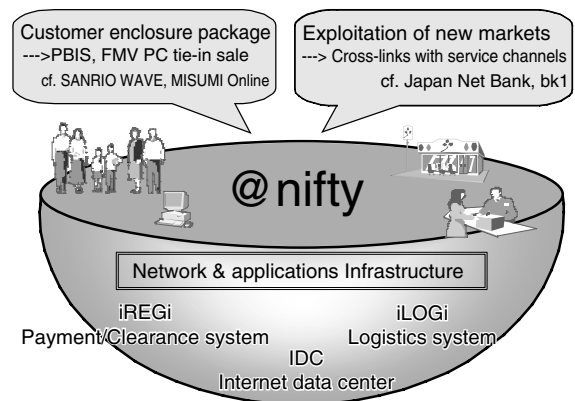 Customer enclosure package
--->PBIS, FMV PC tie-in sale
cf. SANRIO WAVE, MISUMI Online
Exploitation of new markets
---> Cross-links with service channels
cf. Japan Net Bank, bk1
@nifty
Network & applications Infrastructure
iREGi
Payment/Clearance system
iLOGi
Logistics system
IDC
Internet data center